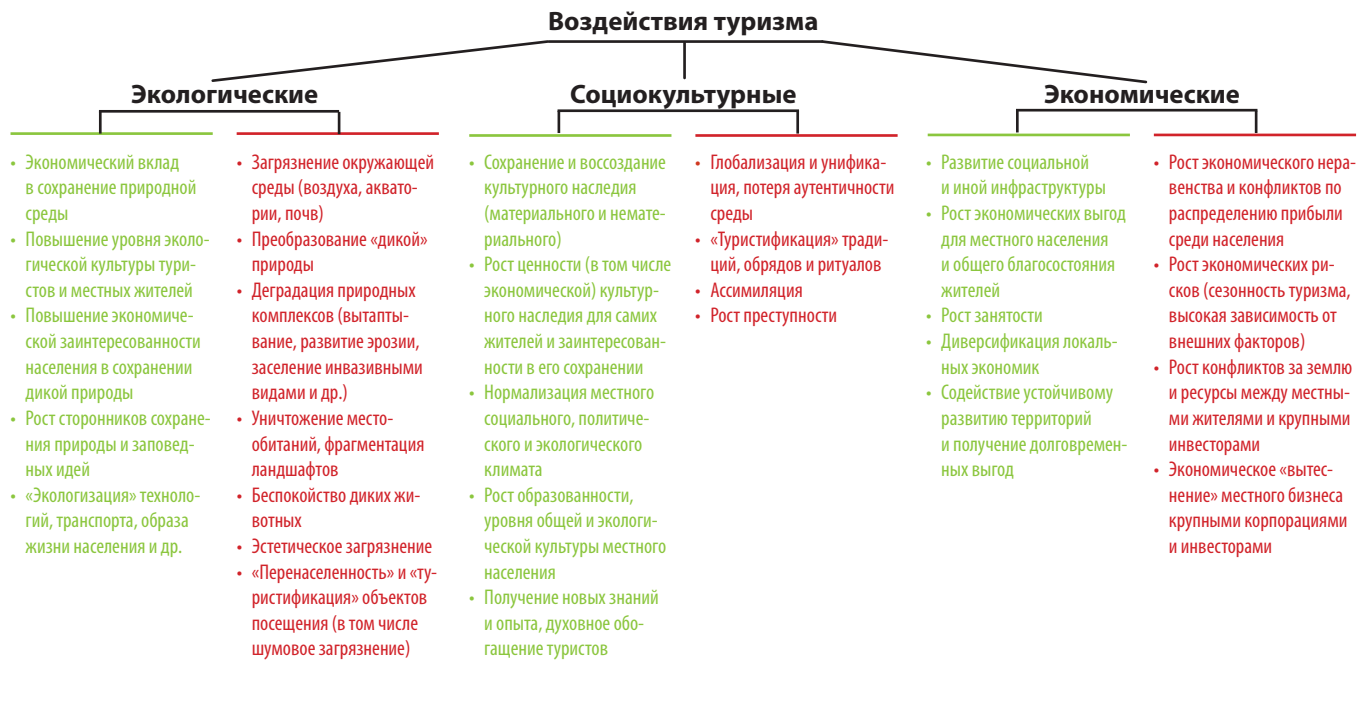 Воздействия туризма
Экологические
Социокультурные
Экономические
• Экономический вклад
в сохранение природной
среды
• Повышение уровня эколо-
гической культуры тури-
стов и местных жителей
• Повышение экономиче-
ской заинтересованности
населения в сохранении
дикой природы
• Рост сторонников сохране-
ния природы и заповед-
ных идей
• «Экологизация» техноло-
гий, транспорта, образа
жизни населения и др.
• Загрязнение окружающей
среды (воздуха, аквато-
рии, почв)
• Преобразование «дикой»
природы
• Деградация природных
комплексов (вытапты-
вание, развитие эрозии,
заселение инвазивными
видами и др.)
• Уничтожение место-
обитаний, фрагментация
ландшафтов
• Беспокойство диких жи-
вотных
• Эстетическое загрязнение
• «Перенаселенность» и «ту-
ристификация» объектов
посещения (в том числе
шумовое загрязнение)
• Сохранение и воссоздание
культурного наследия
(материального и немате-
риального)
• Рост ценности (в том числе
экономической) культур-
ного наследия для самих
жителей и заинтересован-
ности в его сохранении
• Нормализация местного
социального, политиче-
ского и экологического
климата
• Рост образованности,
уровня общей и экологи-
ческой культуры местного
населения
• Получение новых знаний
и опыта, духовное обо-
гащение туристов
• Глобализация и унифика-
ция, потеря аутентичности
среды
• «Туристификация» тради-
ций, обрядов и ритуалов
• Ассимиляция
• Рост преступности
• Развитие социальной
и иной инфраструктуры
• Рост экономических выгод
для местного населения
и общего благосостояния
жителей
• Рост занятости
• Диверсификация локаль-
ных экономик
• Содействие устойчивому
развитию территорий
и получение долговремен-
ных выгод
• Рост экономического нера-
венства и конфликтов по
распределению прибыли
среди населения
• Рост экономических ри-
сков (сезонность туризма,
высокая зависимость от
внешних факторов)
• Рост конфликтов за землю
и ресурсы между местны-
ми жителями и крупными
инвесторами
• Экономическое «вытес-
нение» местного бизнеса
крупными корпорациями
и инвесторами